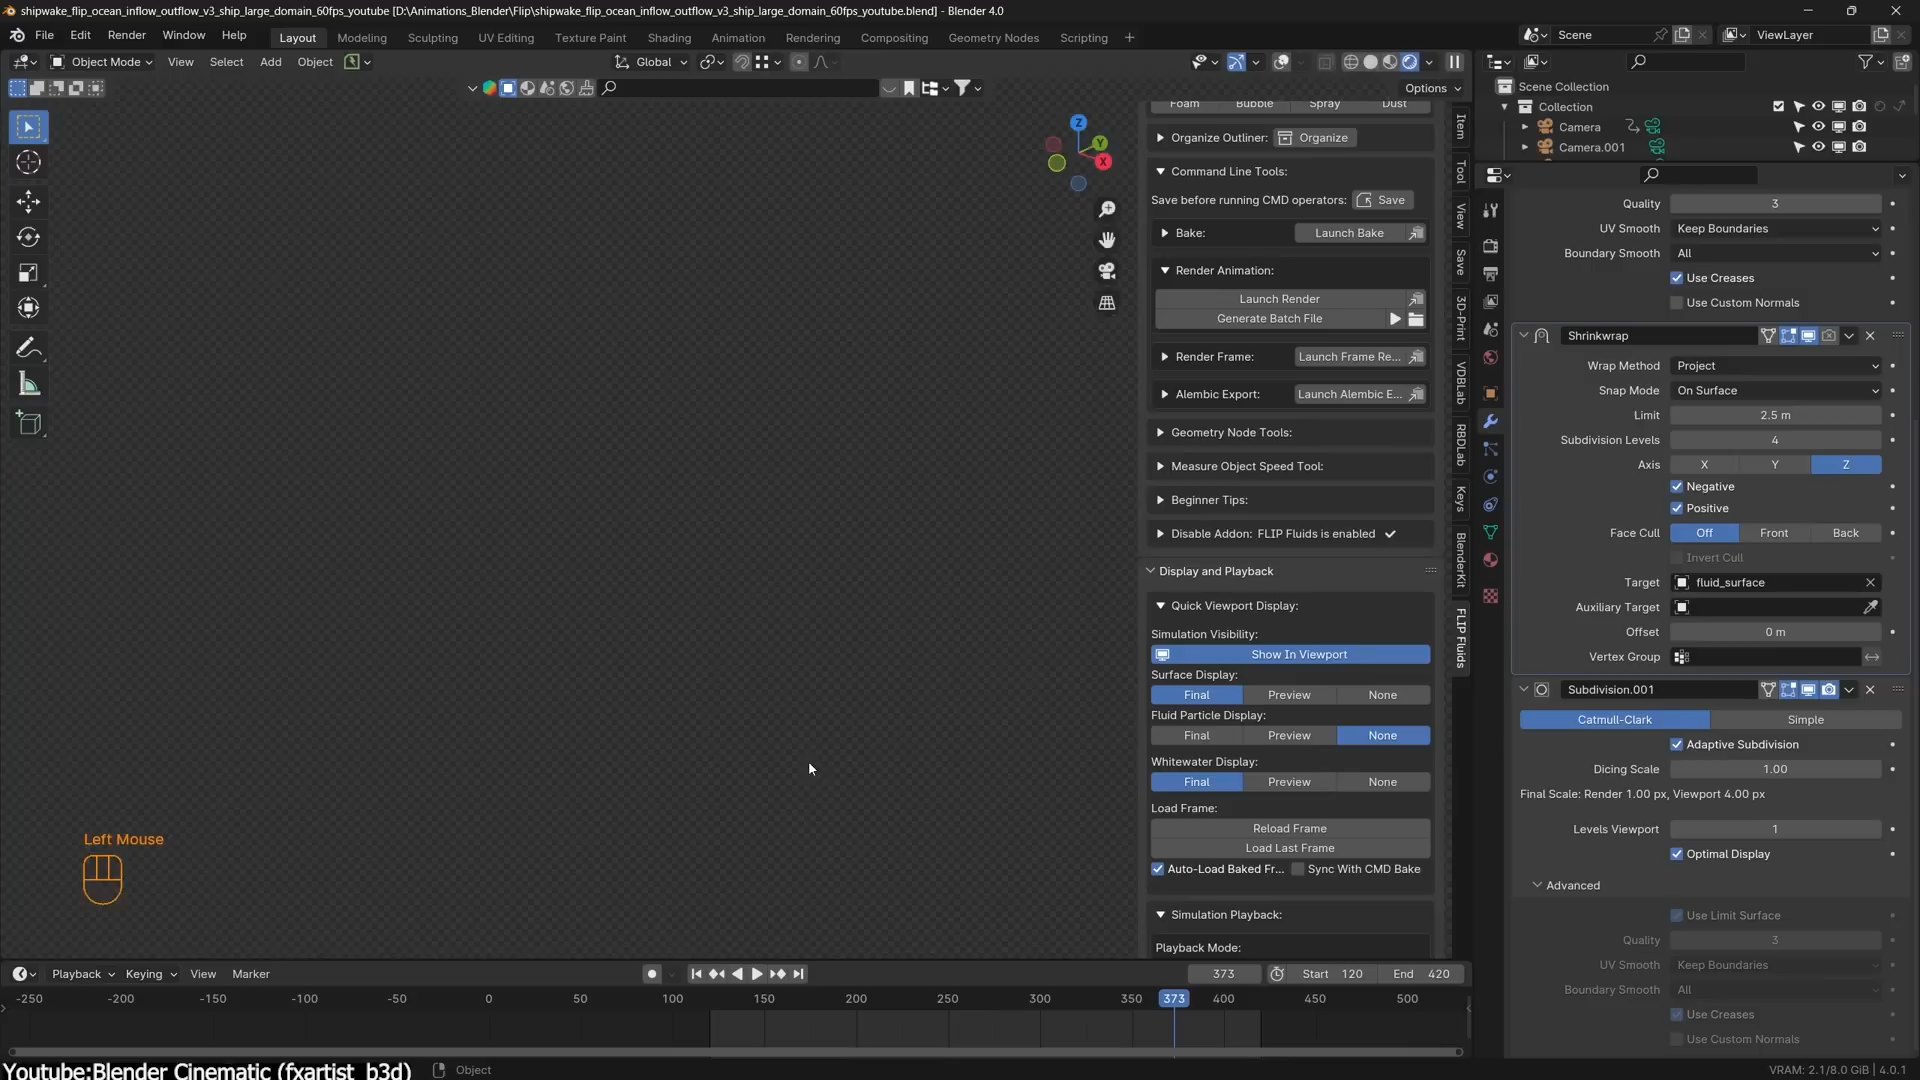 shipwake_flip_ocean_inflow_outflow_v3_ship_large_domain_60fps_youtube [D:\Animations_Blender\Flip\shipwake_flip_ocean_inflow_outflow_v3_ship_large_domain_60fps_youtube.blend] - Blender 4.0
File Edit Render Window Help Layout Modeling Sculpting UV Editing Texture Paint Shading Animation Rendering Compositing Geometry Nodes Scripting + Scene ViewLayer
Object Mode View Select Add Object Global
Options
Scene Collection
Collection
Camera
Camera.001
Z
Y
X
Foam Bubble Spray Dust
Organize Outliner: Organize
Command Line Tools:
Save before running CMD operators: Save
Bake: Launch Bake
Render Animation:
Launch Render
Generate Batch File
Render Frame: Launch Frame Re...
Alembic Export: Launch Alembic E...
Geometry Node Tools:
Measure Object Speed Tool:
Beginner Tips:
Disable Addon: FLIP Fluids is enabled
Display and Playback
Quick Viewport Display:
Simulation Visibility:
Show In Viewport
Surface Display:
Final Preview None
Fluid Particle Display:
Final Preview None
Whitewater Display:
Final Preview None
Load Frame:
Reload Frame
Load Last Frame
Auto-Load Baked Fr... Sync With CMD Bake
Simulation Playback:
Playback Mode:
Item
Tool
View
Save
3D-Print
VDBLab
RBDLab
Keys
BlenderKit
FLIP Fluids
Quality 3
UV Smooth Keep Boundaries
Boundary Smooth All
Use Creases
Use Custom Normals
Shrinkwrap
Wrap Method Project
Snap Mode On Surface
Limit 2.5 m
Subdivision Levels 4
Axis X Y Z
Negative
Positive
Face Cull Off Front Back
Invert Cull
Target fluid_surface
Auxiliary Target
Offset 0 m
Vertex Group
Subdivision.001
Catmull-Clark Simple
Adaptive Subdivision
Dicing Scale 1.00
Final Scale: Render 1.00 px, Viewport 4.00 px
Levels Viewport 1
Optimal Display
Advanced
Use Limit Surface
Quality 3
UV Smooth Keep Boundaries
Boundary Smooth All
Use Creases
Use Custom Normals
Left Mouse
Playback Keying View Marker 373 Start 120 End 420
-250 -200 -150 -100 -50 0 50 100 150 200 250 300 350 373 400 450 500
Youtube:Blender Cinematic (fxartist_b3d) Object VRAM: 2.1/8.0 GiB | 4.0.1